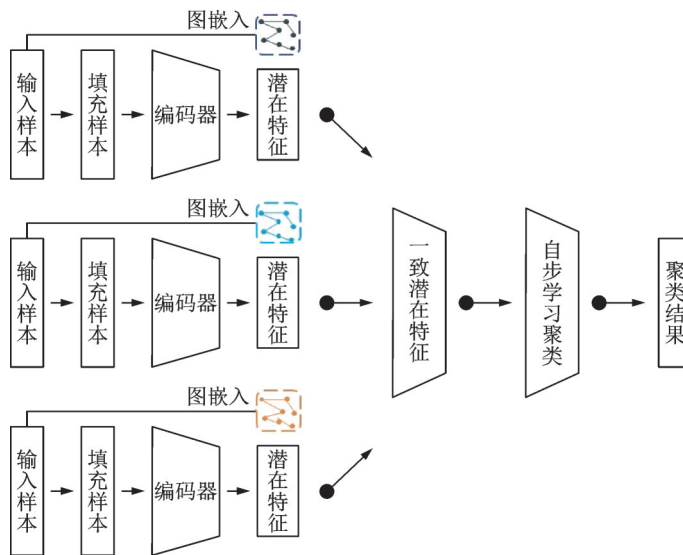 图嵌入
输入样本
填充样本
编码器
潜在特征
图嵌入
输入样本
填充样本
编码器
潜在特征
一致潜在特征
自步学习聚类
聚类结果
图嵌入
输入样本
填充样本
编码器
潜在特征